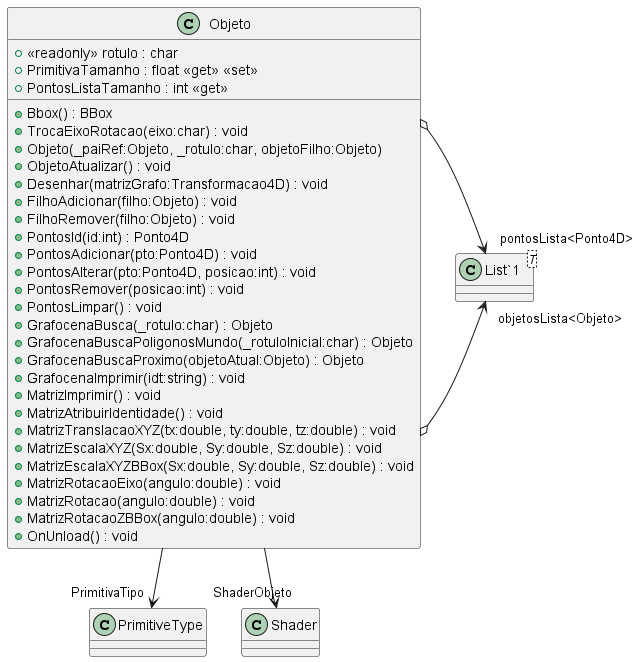 C Objeto
«readonly» rotulo : char
PrimitivaTamanho : float «get» «set»
PontosListaTamanho : int «get»
Bbox() : BBox
TrocaEixoRotacao(eixo:char) : void
Objeto(_paiRef:Objeto, _rotulo:char, objetoFilho:Objeto)
ObjetoAtualizar() : void
Desenhar(matrizGrafo:Transformacao4D) : void
FilhoAdicionar(filho:Objeto) : void
FilhoRemover(filho:Objeto) : void
PontosId(id:int) : Ponto4D
PontosAdicionar(pto:Ponto4D) : void
PontosAlterar(pto:Ponto4D, posicao:int) : void
PontosRemover(posicao:int) : void
PontosLimpar() : void
GrafocenaBusca(_rotulo:char) : Objeto
GrafocenaBuscaPoligonosMundo(_rotuloInicial:char) : Objeto
GrafocenaBuscaProximo(objetoAtual:Objeto) : Objeto
GrafocenaImprimir(idt:string) : void
MatrizImprimir() : void
MatrizAtribuirIdentidade() : void
MatrizTranslacaoXYZ(tx:double, ty:double, tz:double) : void
MatrizEscalaXYZ(Sx:double, Sy:double, Sz:double) : void
MatrizEscalaXYZBBox(Sx:double, Sy:double, Sz:double) : void
MatrizRotacaoEixo(angulo:double) : void
MatrizRotacao(angulo:double) : void
MatrizRotacaoZBBox(angulo:double) : void
OnUnload() : void
pontosLista<Ponto4D>
C List`1
T
objetosLista<Objeto>
PrimitivaTipo
ShaderObjeto
C PrimitiveType
C Shader